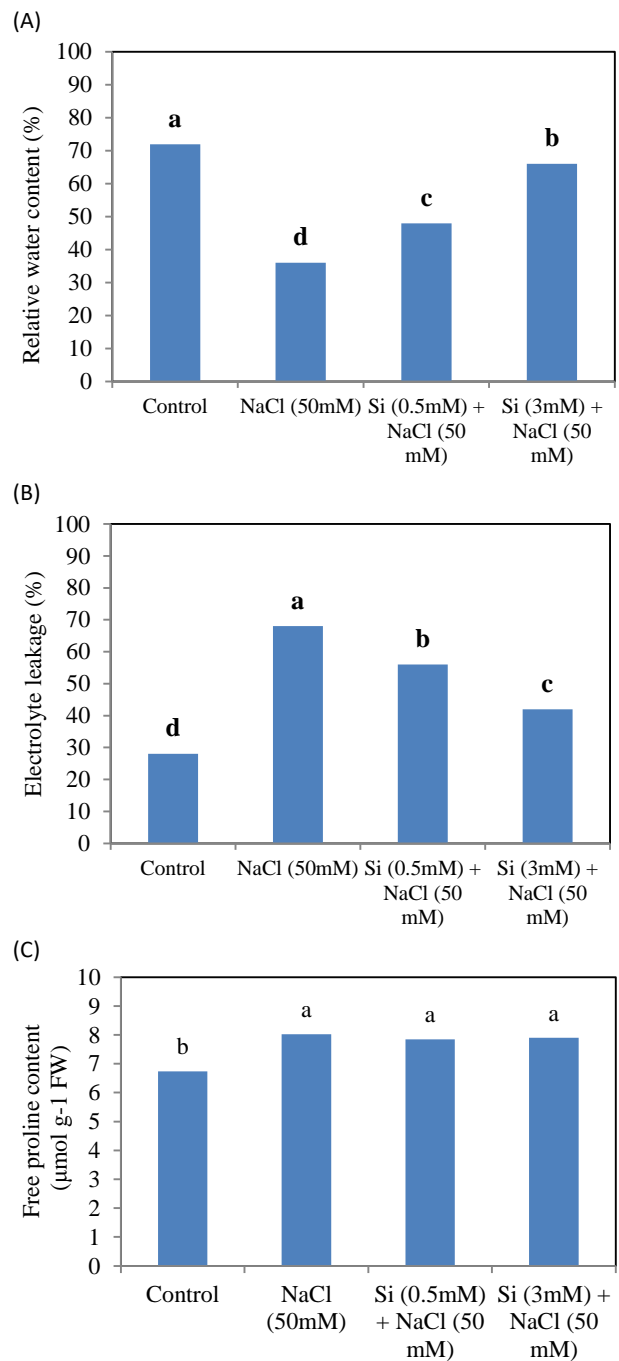 (A)
Relative water content (%)
100
90
80
70
60
50
40
30
20
10
0
a
d
c
b
Control
NaCl (50mM)
Si (0.5mM) +
NaCl (50
mM)
Si (3mM) +
NaCl (50
mM)
(B)
Electrolyte leakage (%)
100
90
80
70
60
50
40
30
20
10
0
d
a
b
c
Control
NaCl (50mM)
Si (0.5mM) +
NaCl (50
mM)
Si (3mM) +
NaCl (50
mM)
(C)
Free proline content
(µmol g-1 FW)
10
9
8
7
6
5
4
3
2
1
0
b
a
a
a
Control
NaCl
(50mM)
Si (0.5mM)
+ NaCl (50
mM)
Si (3mM) +
NaCl (50
mM)